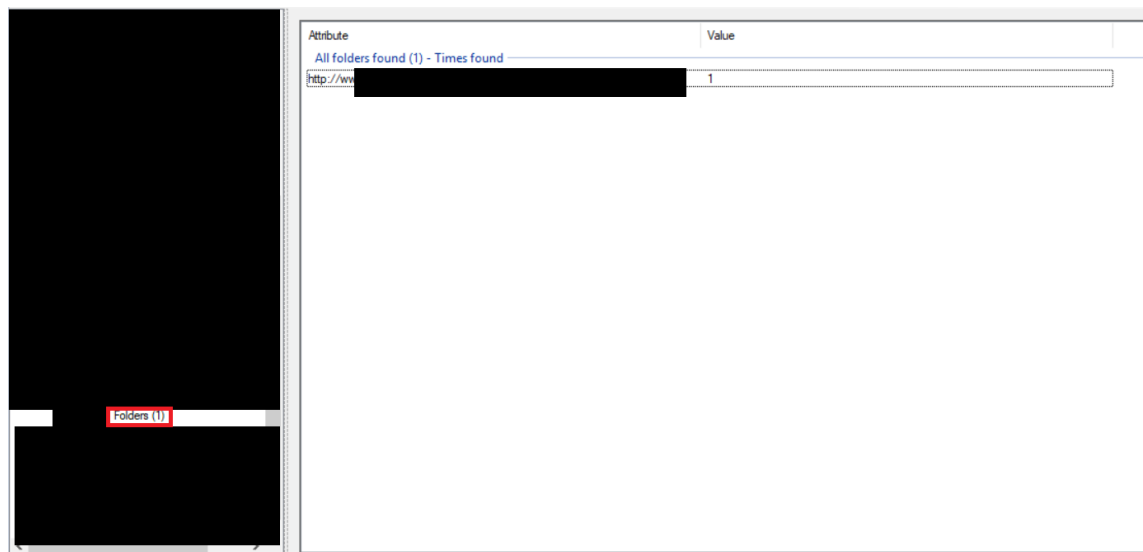 Attribute Value
All folders found (1) - Times found
http://ww 1
Folders (1)